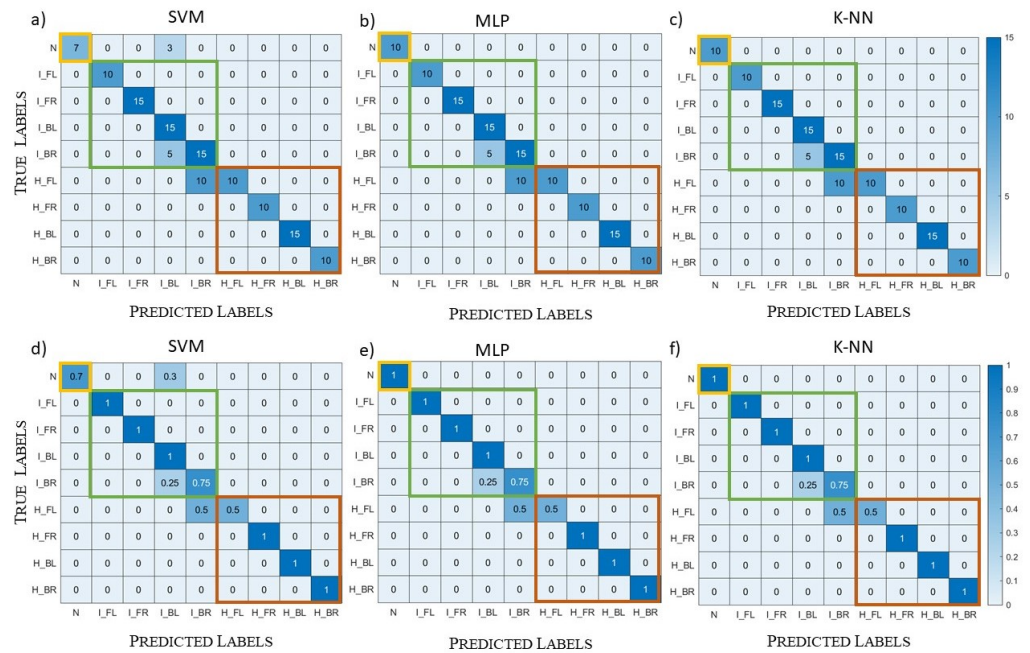 a) SVM
TRUE LABELS
N 7 0 0 3 0 0 0 0 0
I_FL 0 10 0 0 0 0 0 0 0
I_FR 0 0 15 0 0 0 0 0 0
I_BL 0 0 0 15 0 0 0 0 0
I_BR 0 0 0 5 15 0 0 0 0
H_FL 0 0 0 0 10 10 0 0 0
H_FR 0 0 0 0 0 0 10 0 0
H_BL 0 0 0 0 0 0 0 15 0
H_BR 0 0 0 0 0 0 0 0 10
N I_FL I_FR I_BL I_BR H_FL H_FR H_BL H_BR
PREDICTED LABELS
b) MLP
N 10 0 0 0 0 0 0 0 0
I_FL 0 10 0 0 0 0 0 0 0
I_FR 0 0 15 0 0 0 0 0 0
I_BL 0 0 0 15 0 0 0 0 0
I_BR 0 0 0 5 15 0 0 0 0
H_FL 0 0 0 0 10 10 0 0 0
H_FR 0 0 0 0 0 0 10 0 0
H_BL 0 0 0 0 0 0 0 15 0
H_BR 0 0 0 0 0 0 0 0 10
N I_FL I_FR I_BL I_BR H_FL H_FR H_BL H_BR
PREDICTED LABELS
c) K-NN
N 10 0 0 0 0 0 0 0 0
I_FL 0 10 0 0 0 0 0 0 0
I_FR 0 0 15 0 0 0 0 0 0
I_BL 0 0 0 15 0 0 0 0 0
I_BR 0 0 0 5 15 0 0 0 0
H_FL 0 0 0 0 10 10 0 0 0
H_FR 0 0 0 0 0 0 10 0 0
H_BL 0 0 0 0 0 0 0 15 0
H_BR 0 0 0 0 0 0 0 0 10
N I_FL I_FR I_BL I_BR H_FL H_FR H_BL H_BR
PREDICTED LABELS
15
10
5
0
d) SVM
TRUE LABELS
N 0.7 0 0 0.3 0 0 0 0 0
I_FL 0 1 0 0 0 0 0 0 0
I_FR 0 0 1 0 0 0 0 0 0
I_BL 0 0 0 1 0 0 0 0 0
I_BR 0 0 0 0.25 0.75 0 0 0 0
H_FL 0 0 0 0 0.5 0.5 0 0 0
H_FR 0 0 0 0 0 0 1 0 0
H_BL 0 0 0 0 0 0 0 1 0
H_BR 0 0 0 0 0 0 0 0 1
N I_FL I_FR I_BL I_BR H_FL H_FR H_BL H_BR
PREDICTED LABELS
e) MLP
N 1 0 0 0 0 0 0 0 0
I_FL 0 1 0 0 0 0 0 0 0
I_FR 0 0 1 0 0 0 0 0 0
I_BL 0 0 0 1 0 0 0 0 0
I_BR 0 0 0 0.25 0.75 0 0 0 0
H_FL 0 0 0 0 0.5 0.5 0 0 0
H_FR 0 0 0 0 0 0 1 0 0
H_BL 0 0 0 0 0 0 0 1 0
H_BR 0 0 0 0 0 0 0 0 1
N I_FL I_FR I_BL I_BR H_FL H_FR H_BL H_BR
PREDICTED LABELS
f) K-NN
N 1 0 0 0 0 0 0 0 0
I_FL 0 1 0 0 0 0 0 0 0
I_FR 0 0 1 0 0 0 0 0 0
I_BL 0 0 0 1 0 0 0 0 0
I_BR 0 0 0 0.25 0.75 0 0 0 0
H_FL 0 0 0 0 0.5 0.5 0 0 0
H_FR 0 0 0 0 0 0 1 0 0
H_BL 0 0 0 0 0 0 0 1 0
H_BR 0 0 0 0 0 0 0 0 1
N I_FL I_FR I_BL I_BR H_FL H_FR H_BL H_BR
PREDICTED LABELS
1
0.9
0.8
0.7
0.6
0.5
0.4
0.3
0.2
0.1
0